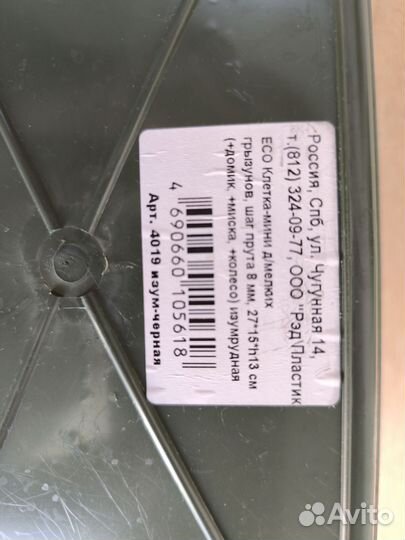 Россия, Спб, ул. Чугунная 14,
т.(812) 324-09-77, ООО "Рэд\Пластик
ECO Клетка-мини д/мелких
грызунов, шаг прута 8 мм, 27*15*h13 см
(+домик, +миска, +колесо) изумрудная
4 690660 105618
Арт. 4019 изум-черная
Avito